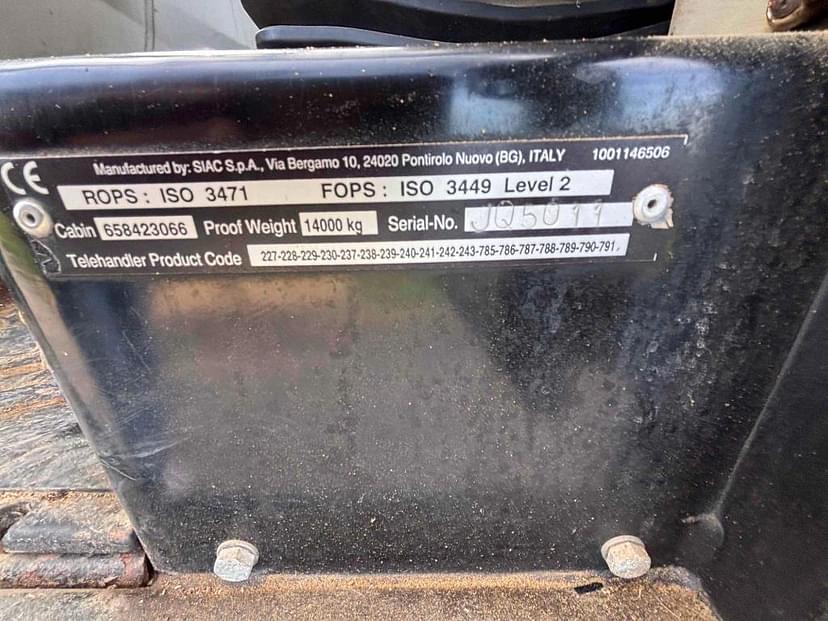 CE Manufactured by: SIAC S.p.A., Via Bergamo 10, 24020 Pontirolo Nuovo (BG), ITALY 1001146506
ROPS : ISO 3471 FOPS : ISO 3449 Level 2
Cabin 658423066 Proof Weight 14000 kg Serial-No. JQ5011
Telehandler Product Code 227-228-229-230-237-238-239-240-241-242-243-785-786-787-788-789-790-791.